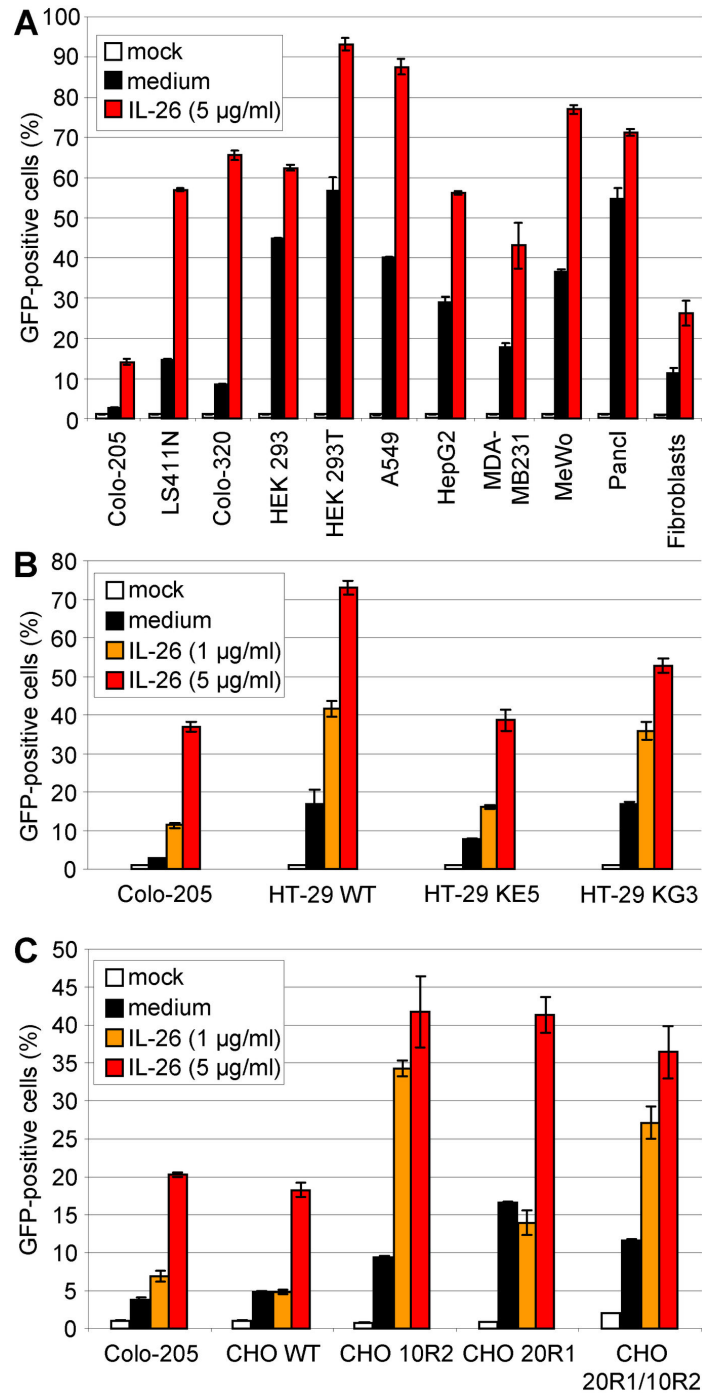 A
GFP-positive cells (%)
100
90
80
70
60
50
40
30
20
10
0
mock
medium
IL-26 (5 µg/ml)
Colo-205
LS411N
Colo-320
HEK 293
HEK 293T
A549
HepG2
MDA-
MB231
MeWo
PancI
Fibroblasts
B
GFP-positive cells (%)
80
70
60
50
40
30
20
10
0
mock
medium
IL-26 (1 µg/ml)
IL-26 (5 µg/ml)
Colo-205
HT-29 WT
HT-29 KE5
HT-29 KG3
C
GFP-positive cells (%)
50
45
40
35
30
25
20
15
10
5
0
mock
medium
IL-26 (1 µg/ml)
IL-26 (5 µg/ml)
Colo-205
CHO WT
CHO 10R2
CHO 20R1
CHO
20R1/10R2